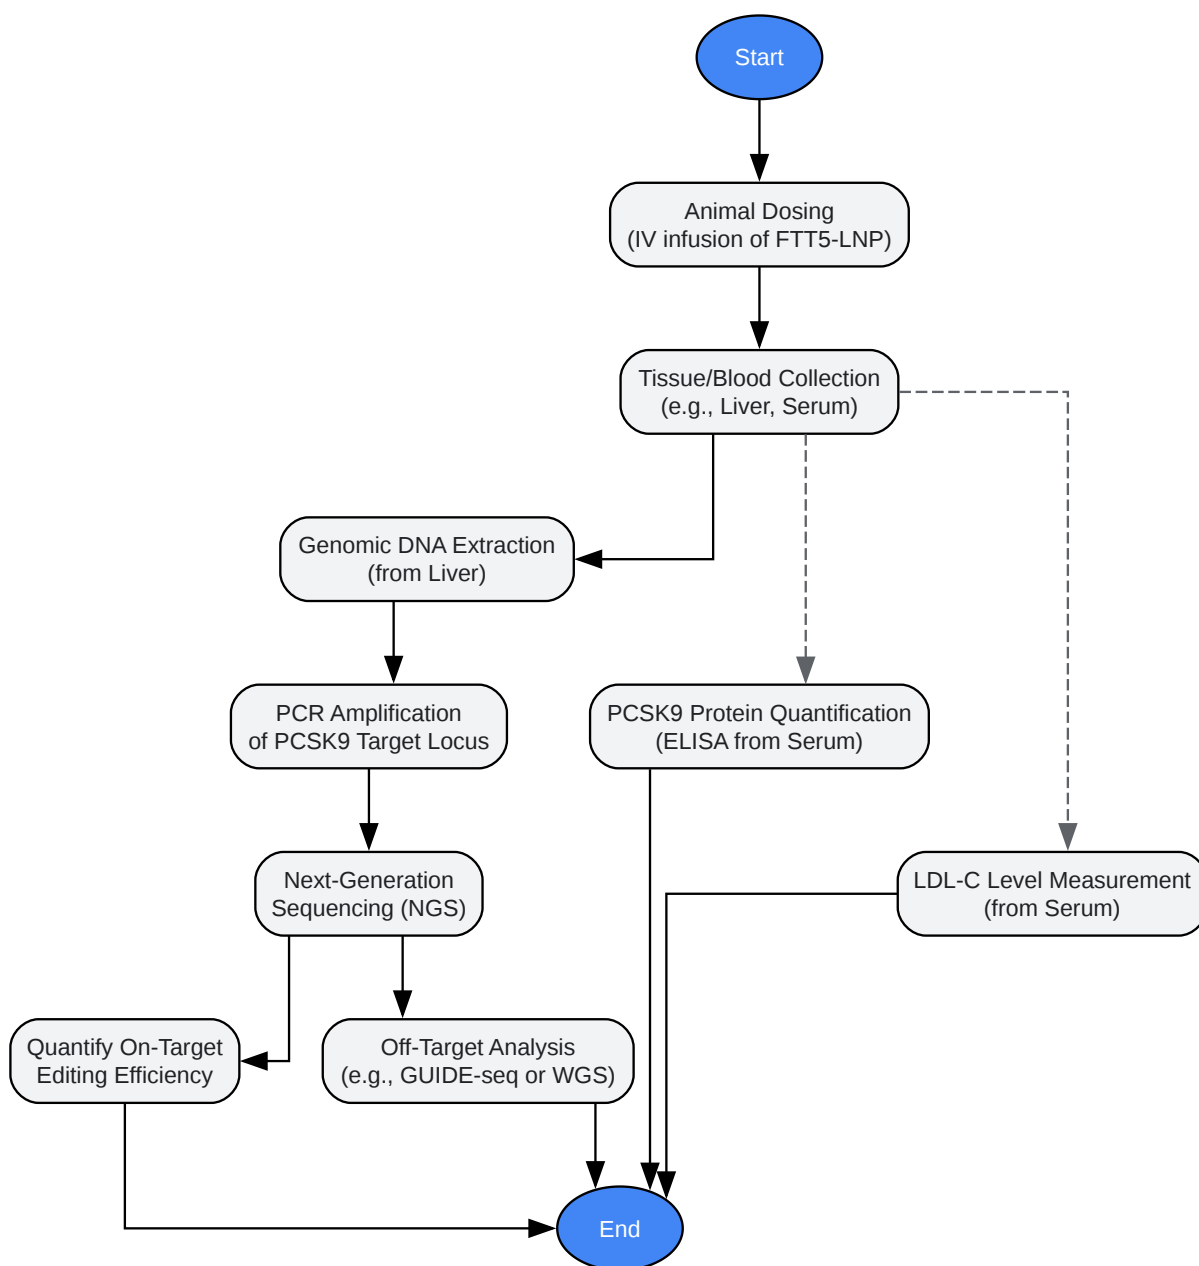 Start
Animal Dosing
(IV infusion of FTT5-LNP)
Tissue/Blood Collection
(e.g., Liver, Serum)
Genomic DNA Extraction
(from Liver)
PCR Amplification
of PCSK9 Target Locus
PCSK9 Protein Quantification
(ELISA from Serum)
Next-Generation
Sequencing (NGS)
LDL-C Level Measurement
(from Serum)
Quantify On-Target
Editing Efficiency
Off-Target Analysis
(e.g., GUIDE-seq or WGS)
End